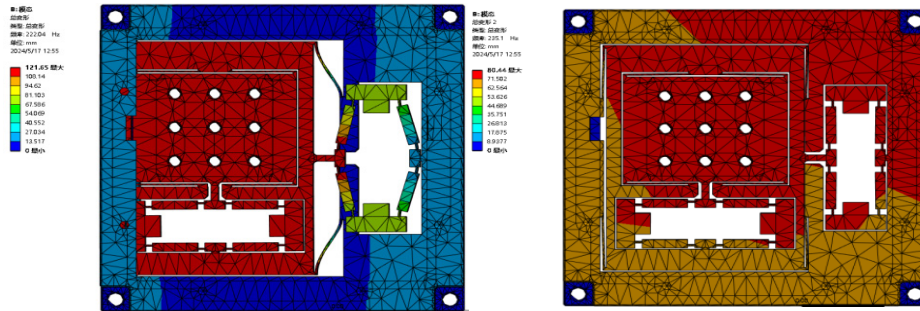 B: 模态
总变形
类型: 总变形
频率: 222.04 Hz
单位: mm
2024/5/17 12:55
121.65 最大
108.14
94.62
81.103
67.586
54.069
40.552
27.034
13.517
0 最小
B: 模态
总变形 2
类型: 总变形
频率: 235.1 Hz
单位: mm
2024/5/17 12:55
80.44 最大
71.502
62.564
53.626
44.689
35.751
26.813
17.875
8.9377
0 最小